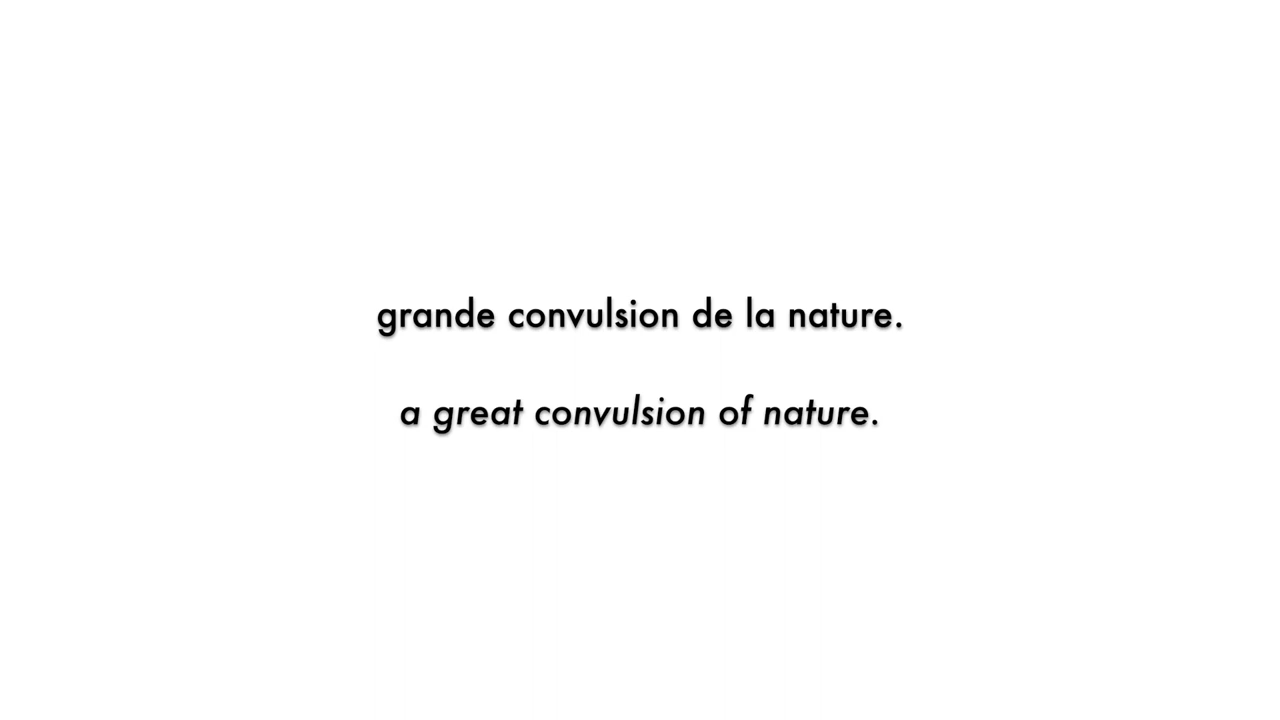 grande convulsion de la nature.
a great convulsion of nature.